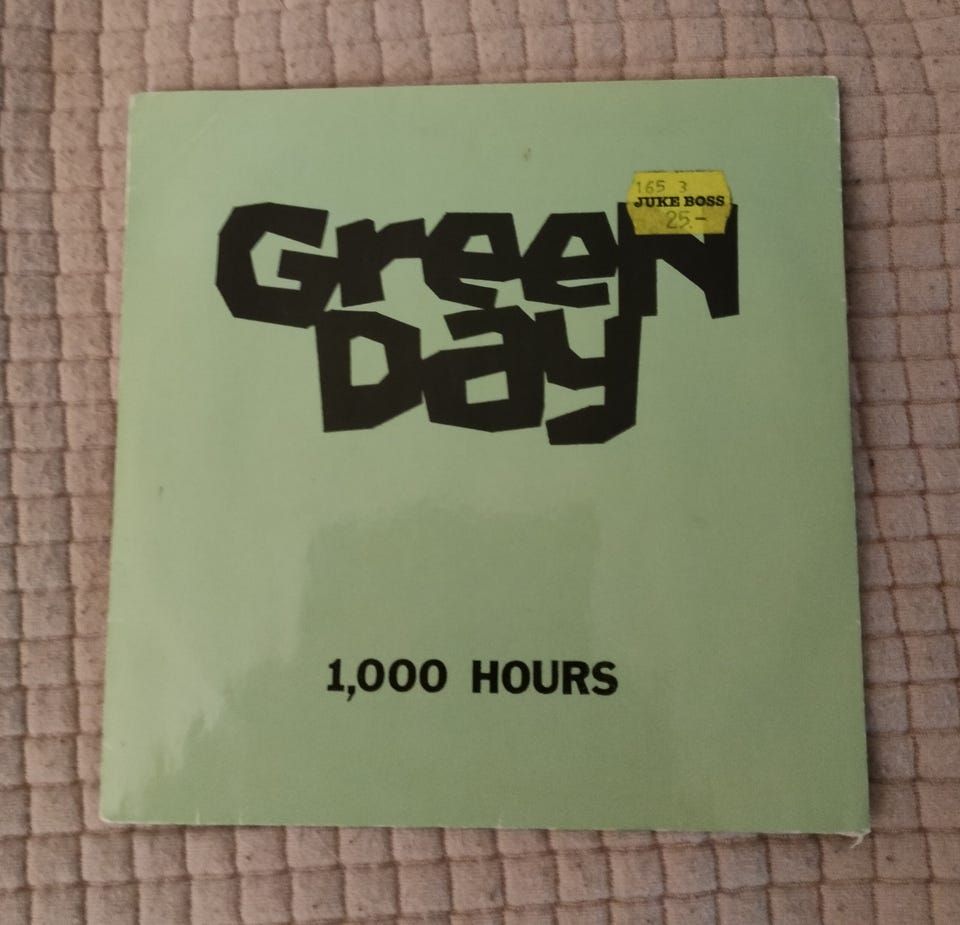 165 3
JUKE BOSS
25.-
GreeN
Day
1,000 HOURS